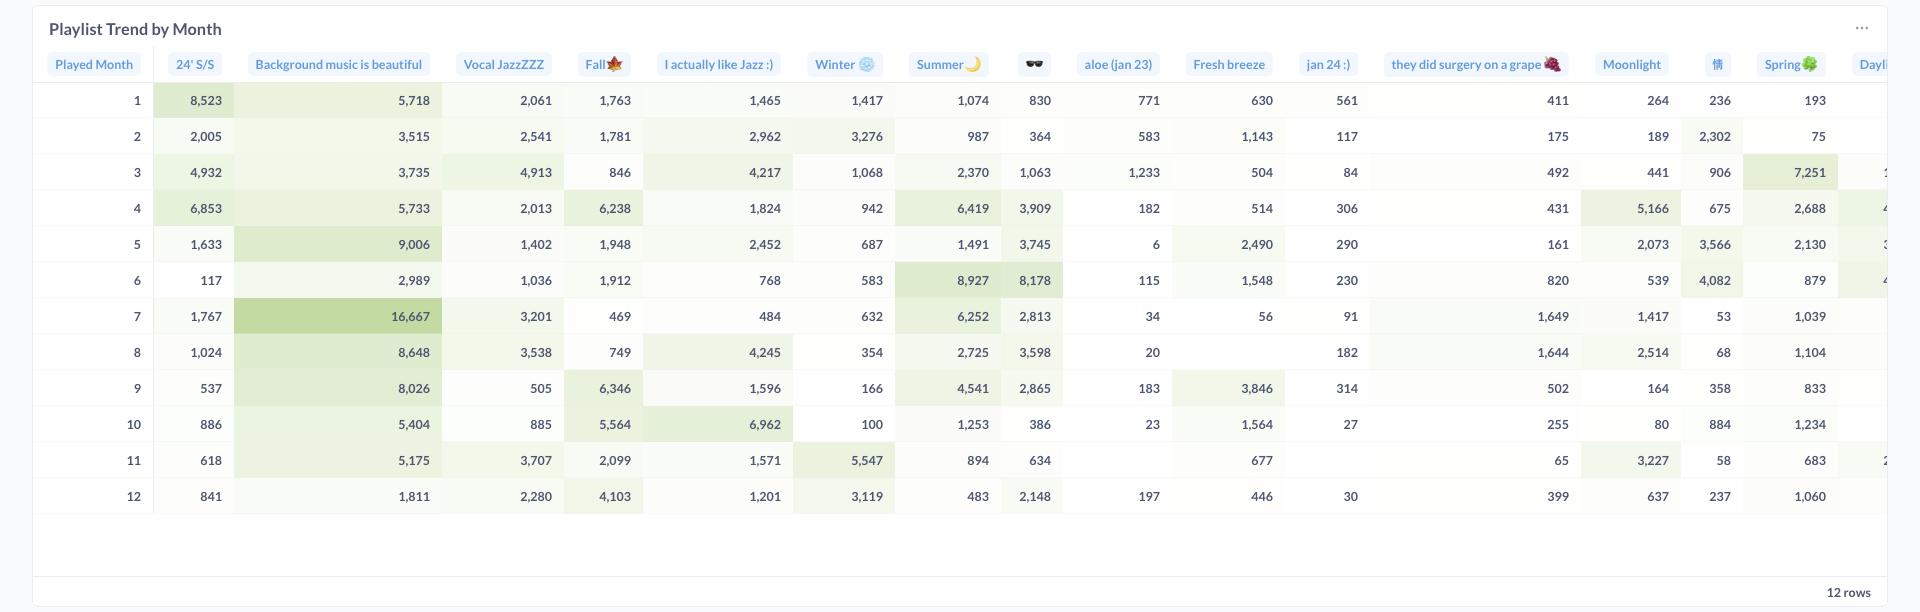 Playlist Trend by Month
Played Month 24' S/S Background music is beautiful Vocal JazzZZZ Fall🍁 I actually like Jazz :) Winter ❄️ Summer🌙 🕶️ aloe (jan 23) Fresh breeze jan 24 :) they did surgery on a grape🍇 Moonlight 情 Spring🍀 Dayli
1 8,523 5,718 2,061 1,763 1,465 1,417 1,074 830 771 630 561 411 264 236 193
2 2,005 3,515 2,541 1,781 2,962 3,276 987 364 583 1,143 117 175 189 2,302 75
3 4,932 3,735 4,913 846 4,217 1,068 2,370 1,063 1,233 504 84 492 441 906 7,251
4 6,853 5,733 2,013 6,238 1,824 942 6,419 3,909 182 514 306 431 5,166 675 2,688
5 1,633 9,006 1,402 1,948 2,452 687 1,491 3,745 6 2,490 290 161 2,073 3,566 2,130
6 117 2,989 1,036 1,912 768 583 8,927 8,178 115 1,548 230 820 539 4,082 879
7 1,767 16,667 3,201 469 484 632 6,252 2,813 34 56 91 1,649 1,417 53 1,039
8 1,024 8,648 3,538 749 4,245 354 2,725 3,598 20 182 1,644 2,514 68 1,104
9 537 8,026 505 6,346 1,596 166 4,541 2,865 183 3,846 314 502 164 358 833
10 886 5,404 885 5,564 6,962 100 1,253 386 23 1,564 27 255 80 884 1,234
11 618 5,175 3,707 2,099 1,571 5,547 894 634 677 65 3,227 58 683
12 841 1,811 2,280 4,103 1,201 3,119 483 2,148 197 446 30 399 637 237 1,060
12 rows